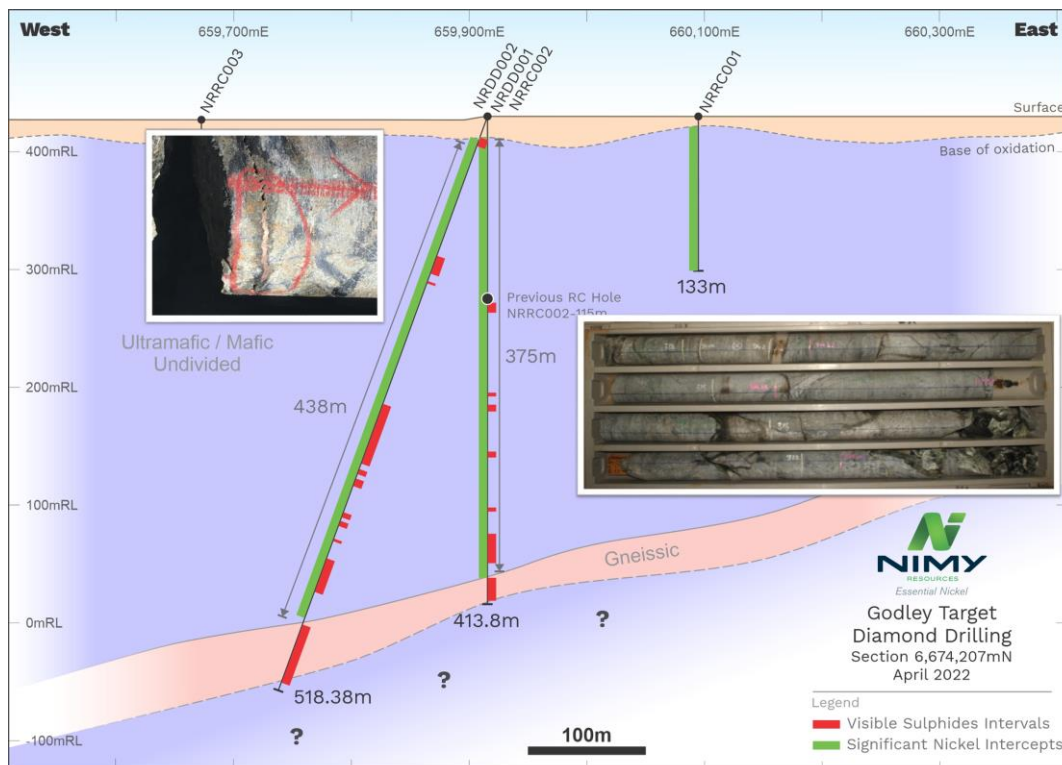 West
659,700mE
659,900mE
660,100mE
660,300mE
East
NRRC003
NRDD002
NRDD001
NRRC002
NRRC001
Surface
400mRL
Base of oxidation
300mRL
Previous RC Hole
NRRC002-115m
133m
Ultramafic / Mafic
Undivided
375m
200mRL
438m
100mRL
Gneissic
NIMY
RESOURCES
Essential Nickel
0mRL
413.8m
?
Godley Target
Diamond Drilling
Section 6,674,207mN
April 2022
?
518.38m
Legend
?
100m
Visible Sulphides Intervals
-100mRL
Significant Nickel Intercepts